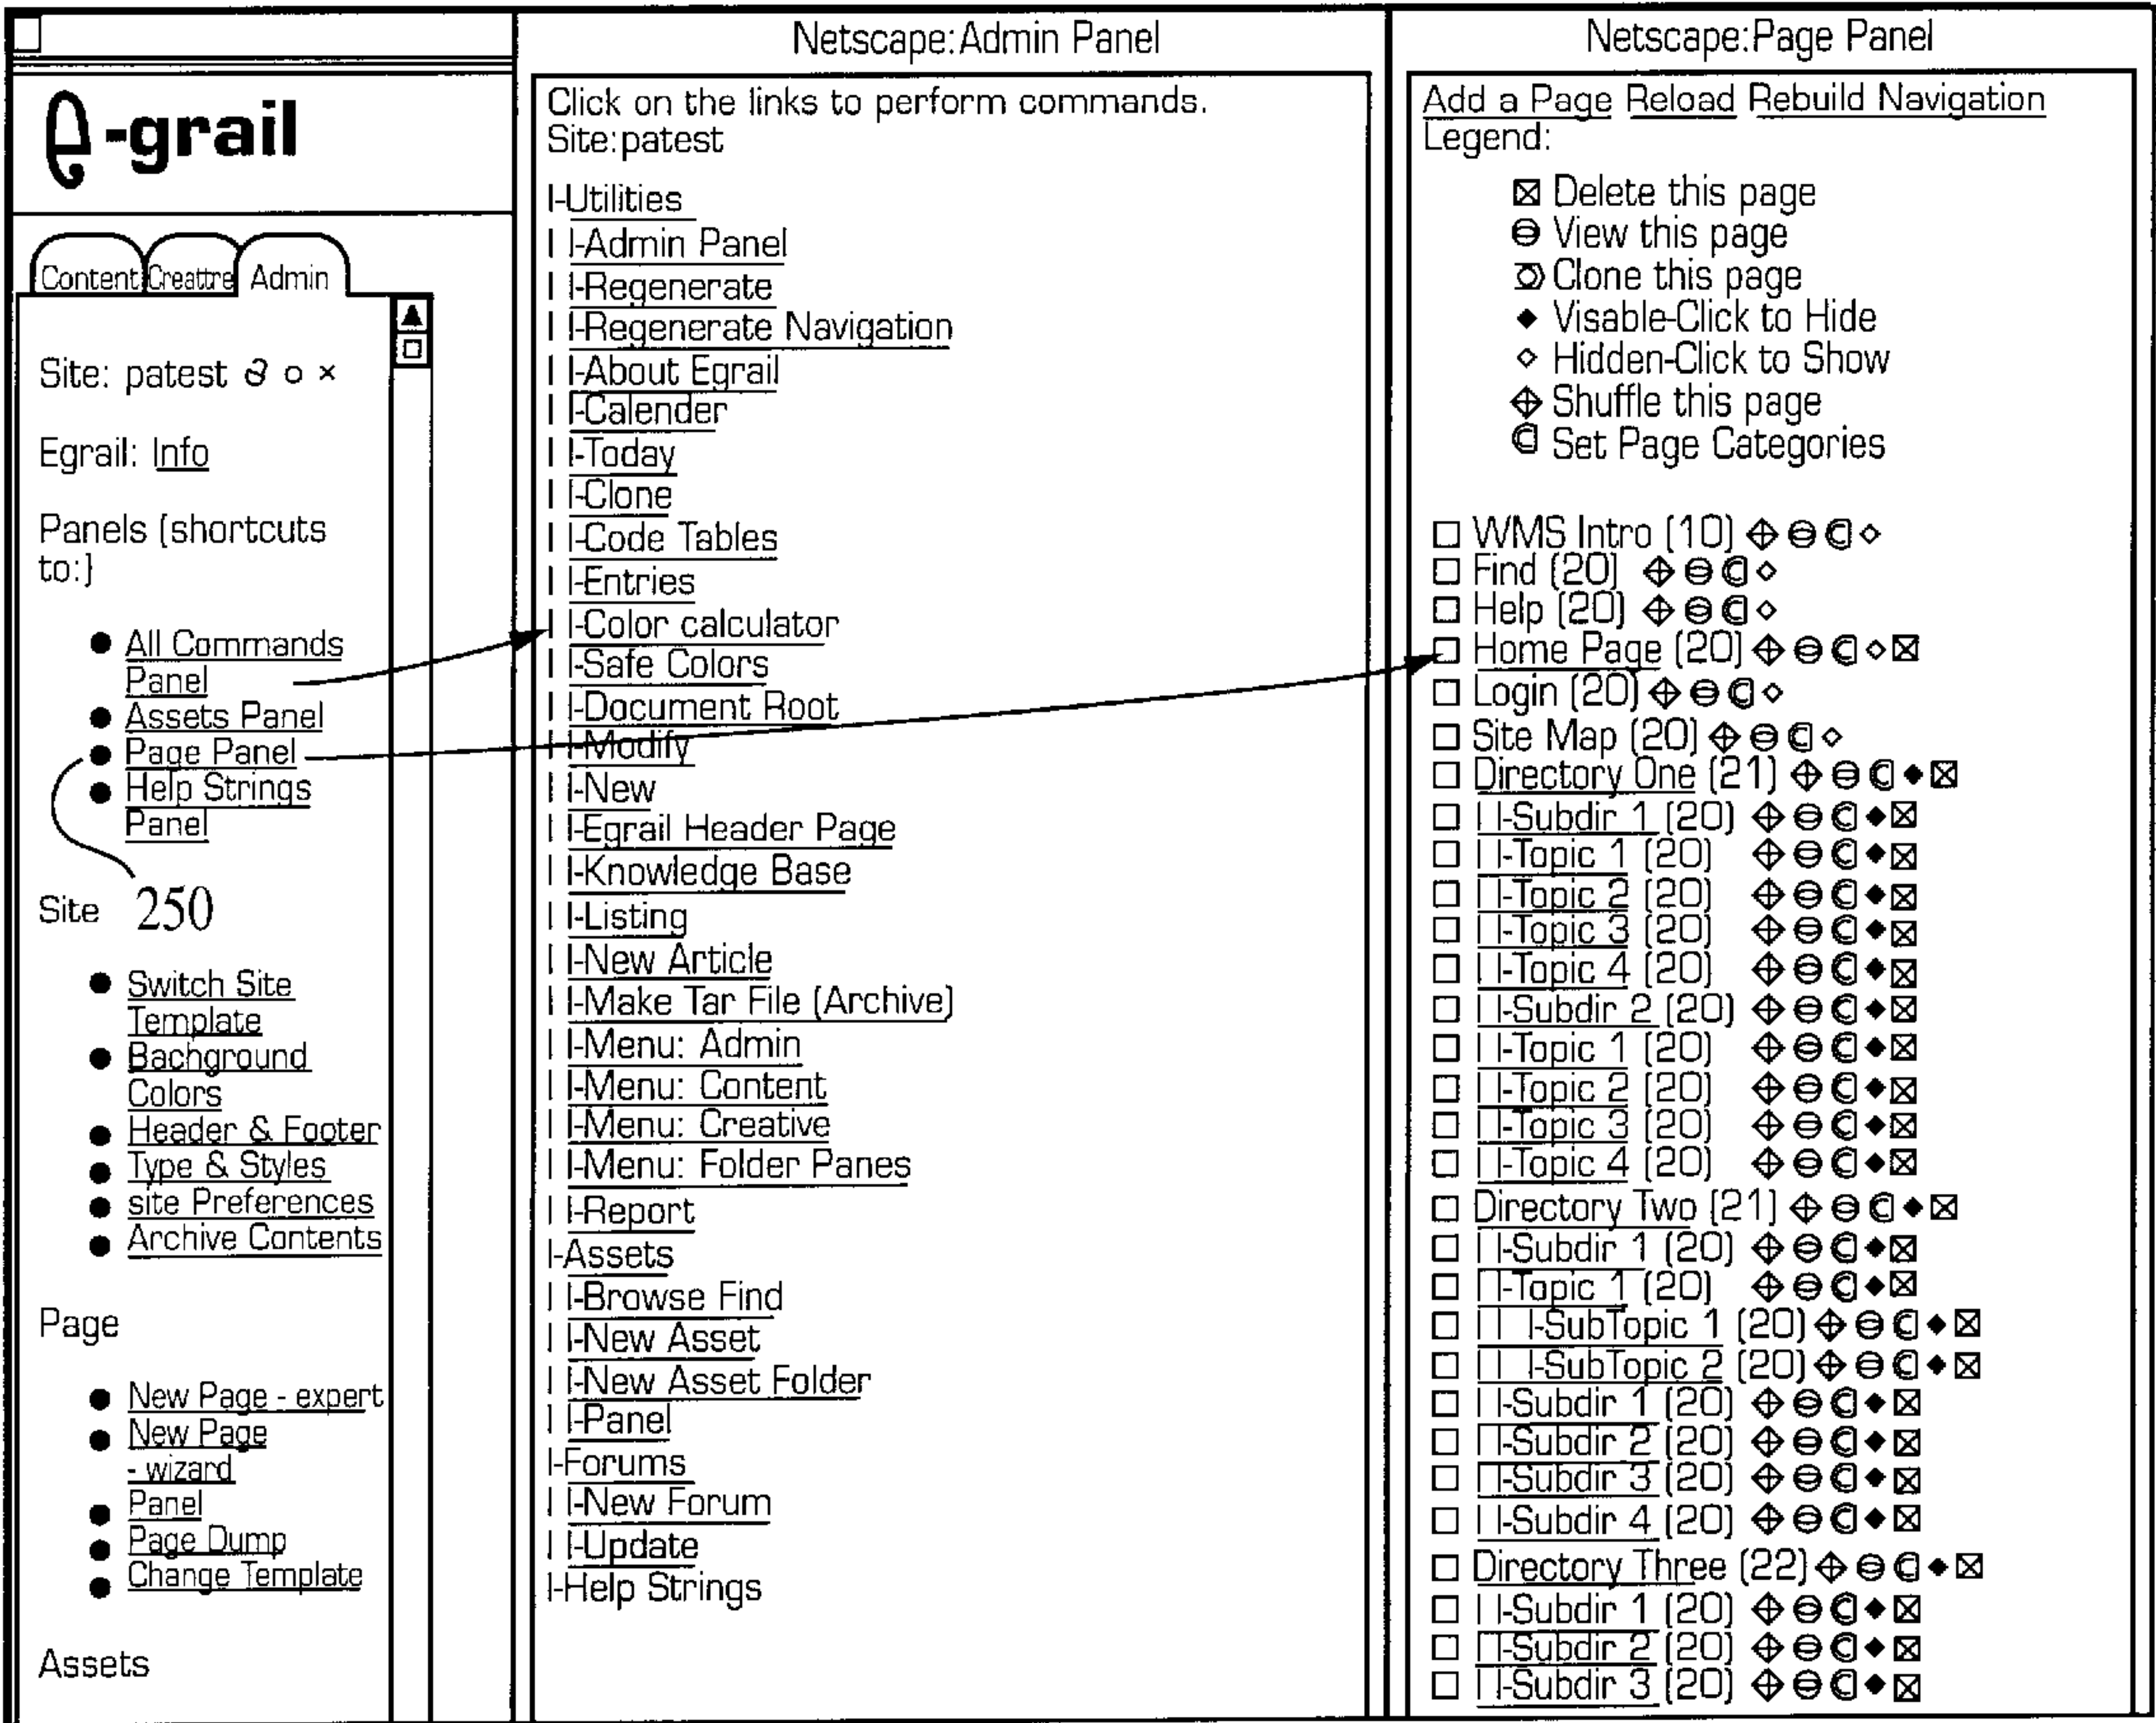 e-grail
Content Creattre Admin
Site: patest
Egrail: Info
Panels (shortcuts
to:)
All Commands
Panel
Assets Panel
Page Panel
Help Strings
Panel
250
Site
Switch Site
Template
Bachground
Colors
Header & Footer
Type & Styles
site Preferences
Archive Contents
Page
New Page - expert
New Page
- wizard
Panel
Page Dump
Change Template
Assets
Netscape:Admin Panel
Click on the links to perform commands.
Site:patest
I-Utilities
I I-Admin Panel
I I-Regenerate
I I-Regenerate Navigation
I I-About Egrail
I I-Calender
I I-Today
I I-Clone
I I-Code Tables
I I-Entries
I I-Color calculator
I I-Safe Colors
I I-Document Root
I I-Modify
I I-New
I I-Egrail Header Page
I I-Knowledge Base
I I-Listing
I I-New Article
I I-Make Tar File (Archive)
I I-Menu: Admin
I I-Menu: Content
I I-Menu: Creative
I I-Menu: Folder Panes
I I-Report
I-Assets
I I-Browse Find
I I-New Asset
I I-New Asset Folder
I I-Panel
I-Forums
I I-New Forum
I I-Update
I-Help Strings
Netscape:Page Panel
Add a Page Reload Rebuild Navigation
Legend:
Delete this page
View this page
Clone this page
Visable-Click to Hide
Hidden-Click to Show
Shuffle this page
Set Page Categories
WMS Intro (10)
Find (20)
Help (20)
Home Page (20)
Login (20)
Site Map (20)
Directory One (21)
I I-Subdir 1 (20)
I I-Topic 1 (20)
I I-Topic 2 (20)
I I-Topic 3 (20)
I I-Topic 4 (20)
I I-Subdir 2 (20)
I I-Topic 1 (20)
I I-Topic 2 (20)
I I-Topic 3 (20)
I I-Topic 4 (20)
Directory Two (21)
I I-Subdir 1 (20)
I I-Topic 1 (20)
I I I-SubTopic 1 (20)
I I I-SubTopic 2 (20)
I I-Subdir 1 (20)
I I-Subdir 2 (20)
I I-Subdir 3 (20)
I I-Subdir 4 (20)
Directory Three (22)
I I-Subdir 1 (20)
I I-Subdir 2 (20)
I I-Subdir 3 (20)